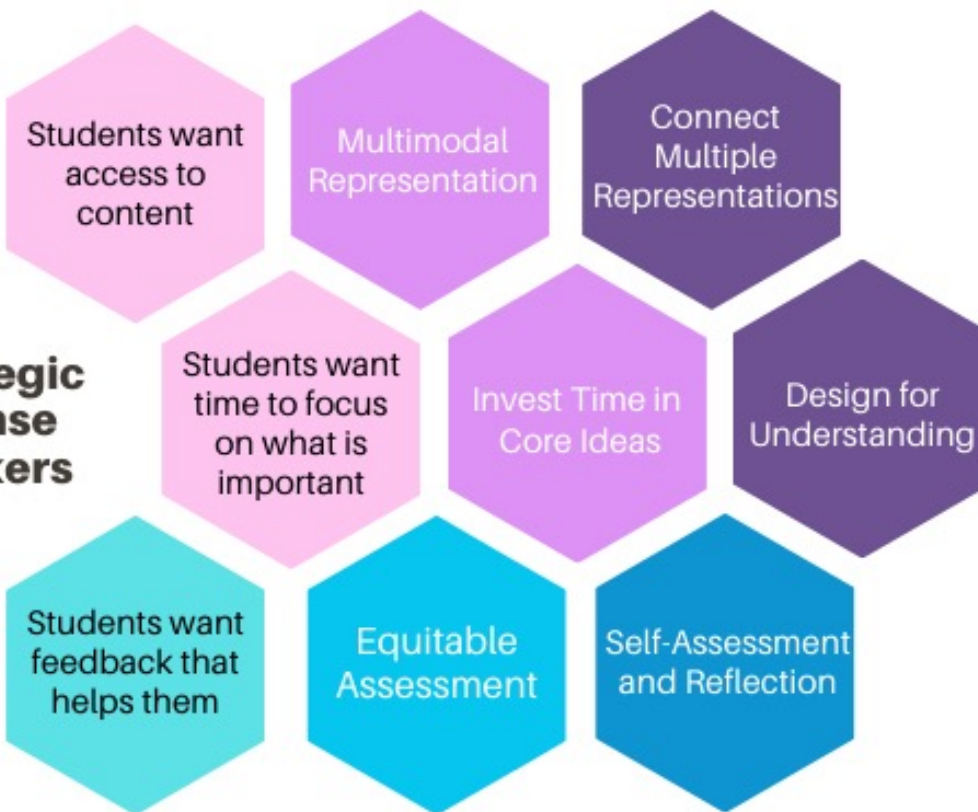 Students want
access to
content
Multimodal
Representation
Connect
Multiple
Representations
Students want
time to focus
on what is
important
Invest Time in
Core Ideas
Design for
Understanding
Students want
feedback that
helps them
Equitable
Assessment
Self-Assessment
and Reflection